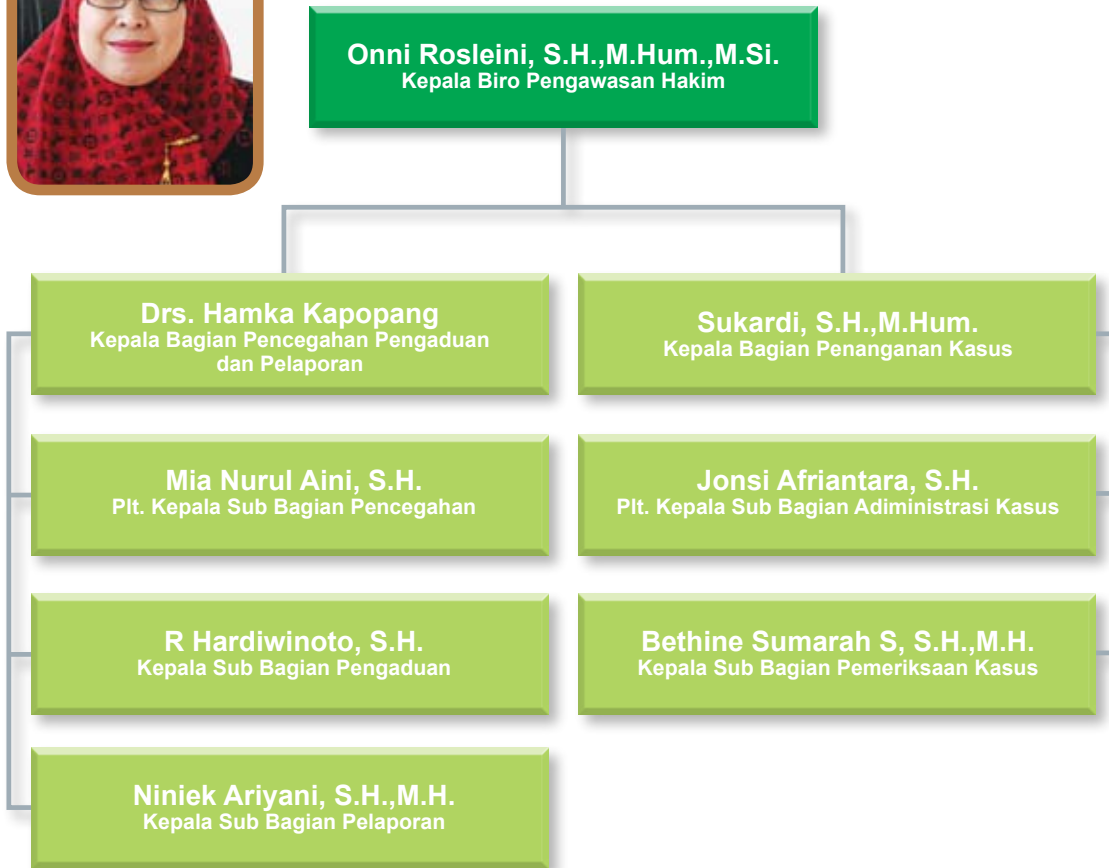 Onni Rosleini, S.H.,M.Hum.,M.Si.
Kepala Biro Pengawasan Hakim
Drs. Hamka Kapopang
Kepala Bagian Pencegahan Pengaduan
dan Pelaporan
Sukardi, S.H.,M.Hum.
Kepala Bagian Penanganan Kasus
Mia Nurul Aini, S.H.
Plt. Kepala Sub Bagian Pencegahan
Jonsi Afriantara, S.H.
Plt. Kepala Sub Bagian Adiministrasi Kasus
R Hardiwinoto, S.H.
Kepala Sub Bagian Pengaduan
Bethine Sumarah S, S.H.,M.H.
Kepala Sub Bagian Pemeriksaan Kasus
Niniek Ariyani, S.H.,M.H.
Kepala Sub Bagian Pelaporan